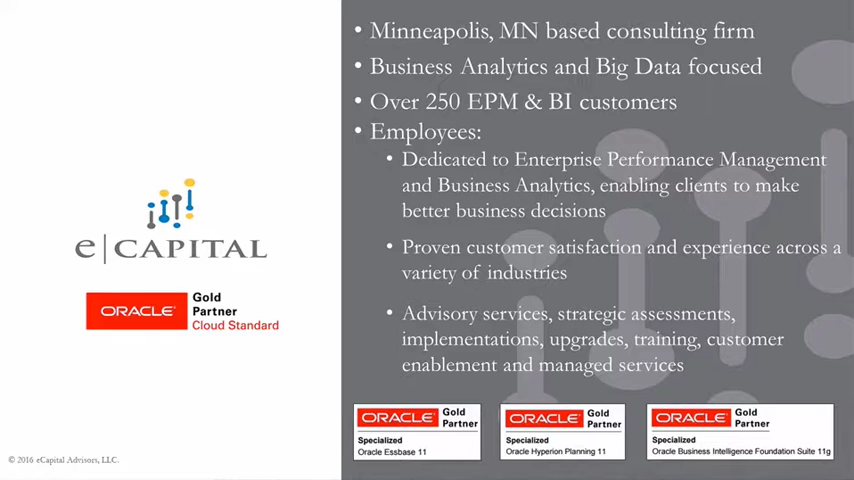 e|CAPITAL
ORACLE Gold
Partner
Cloud Standard
© 2016 eCapital Advisors, LLC.
• Minneapolis, MN based consulting firm
• Business Analytics and Big Data focused
• Over 250 EPM & BI customers
• Employees:
• Dedicated to Enterprise Performance Management
and Business Analytics, enabling clients to make
better business decisions
• Proven customer satisfaction and experience across a
variety of industries
• Advisory services, strategic assessments,
implementations, upgrades, training, customer
enablement and managed services
ORACLE Gold
Partner
Specialized
Oracle Essbase 11
ORACLE Gold
Partner
Specialized
Oracle Hyperion Planning 11
ORACLE Gold
Partner
Specialized
Oracle Business Intelligence Foundation Suite 11g